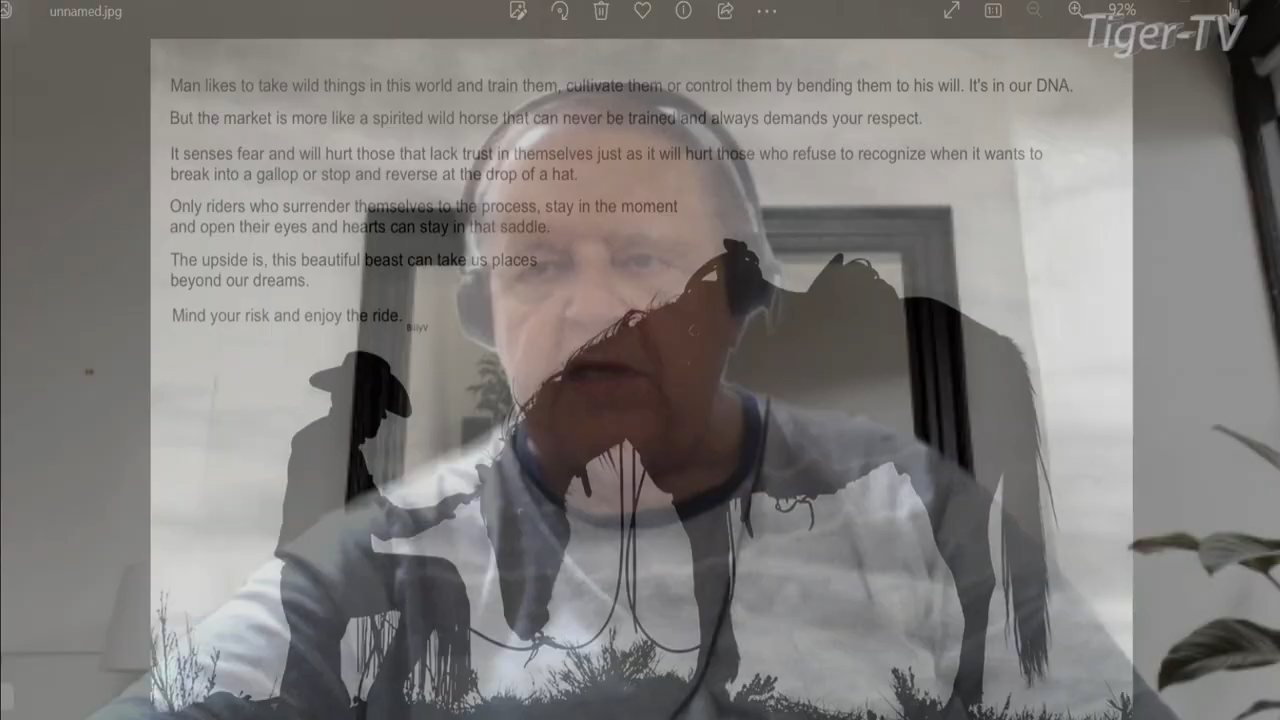 unnamed.jpg
92%
Tiger-TV
Man likes to take wild things in this world and train them, cultivate them or control them by bending them to his will. It's in our DNA.
But the market is more like a spirited wild horse that can never be trained and always demands your respect.
It senses fear and will hurt those that lack trust in themselves just as it will hurt those who refuse to recognize when it wants to
break into a gallop or stop and reverse at the drop of a hat.
Only riders who surrender themselves to the process, stay in the moment
and open their eyes and hearts can stay in that saddle.
The upside is, this beautiful beast can take us places
beyond our dreams.
Mind your risk and enjoy the ride.
BillyV